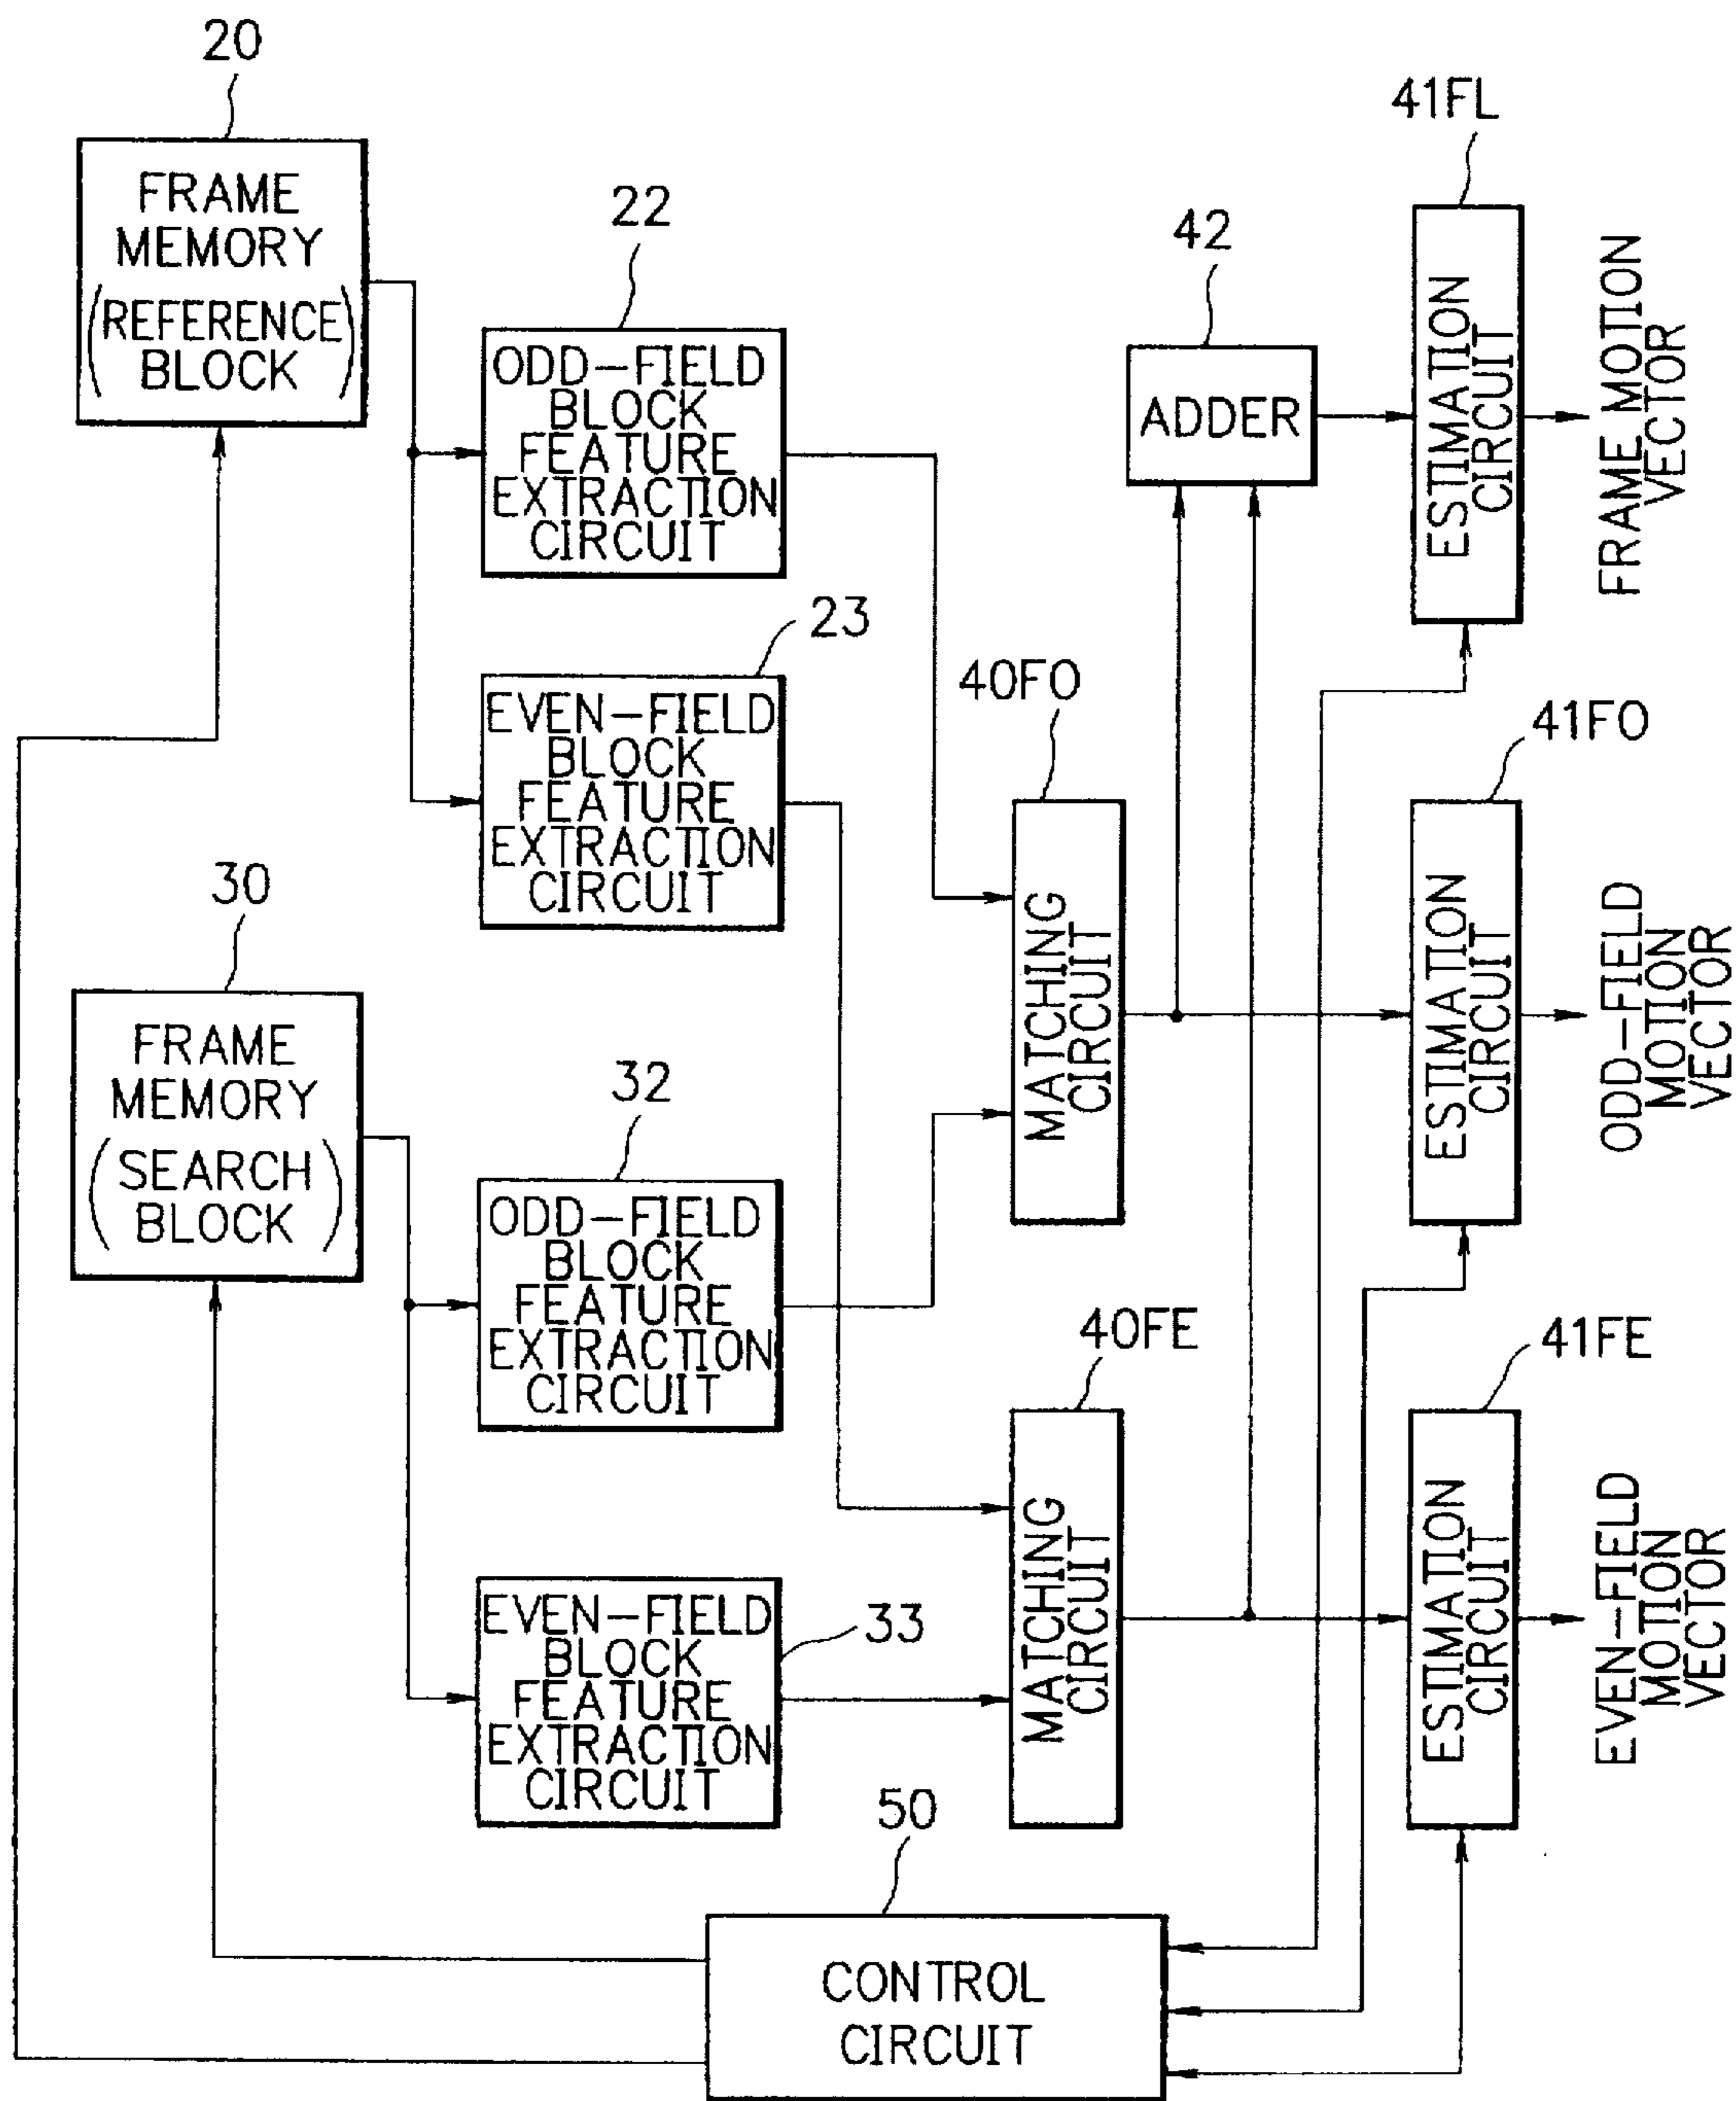 20
FRAME
MEMORY
(REFERENCE
BLOCK)
22
ODD-FIELD
BLOCK
FEATURE
EXTRACTION
CIRCUIT
23
EVEN-FIELD
BLOCK
FEATURE
EXTRACTION
CIRCUIT
30
FRAME
MEMORY
(SEARCH
BLOCK)
32
ODD-FIELD
BLOCK
FEATURE
EXTRACTION
CIRCUIT
33
EVEN-FIELD
BLOCK
FEATURE
EXTRACTION
CIRCUIT
40FO
MATCHING
CIRCUIT
40FE
MATCHING
CIRCUIT
42
ADDER
41FL
ESTIMATION
CIRCUIT
FRAME MOTION
VECTOR
41FO
ESTIMATION
CIRCUIT
ODD-FIELD
MOTION
VECTOR
41FE
ESTIMATION
CIRCUIT
EVEN-FIELD
MOTION
VECTOR
50
CONTROL
CIRCUIT